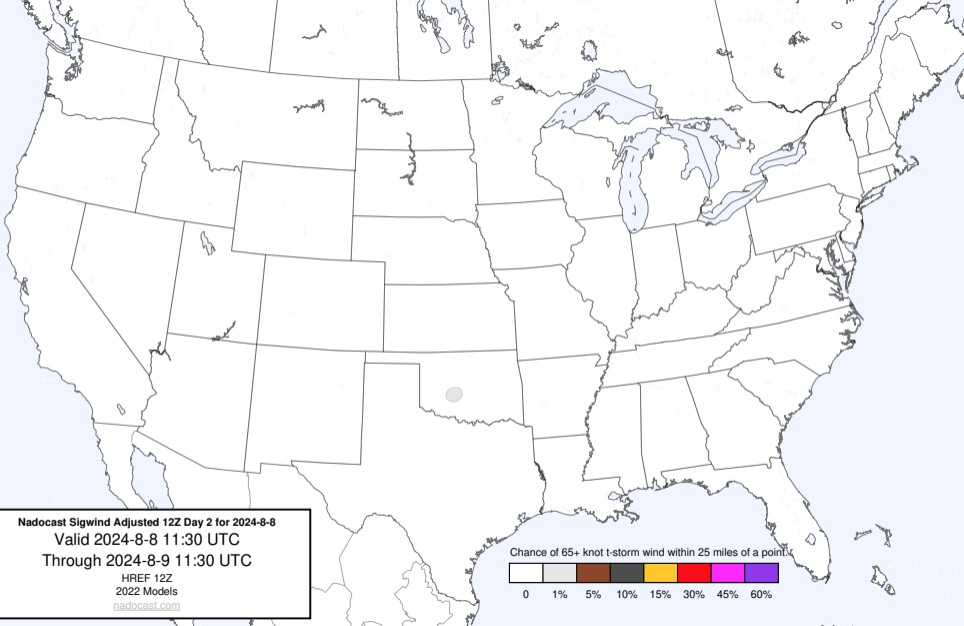 Nadocast Sigwind Adjusted 12Z Day 2 for 2024-8-8
Valid 2024-8-8 11:30 UTC
Through 2024-8-9 11:30 UTC
HREF 12Z
2022 Models
nadocast.com
Chance of 65+ knot t-storm wind within 25 miles of a point.
0 1% 5% 10% 15% 30% 45% 60%